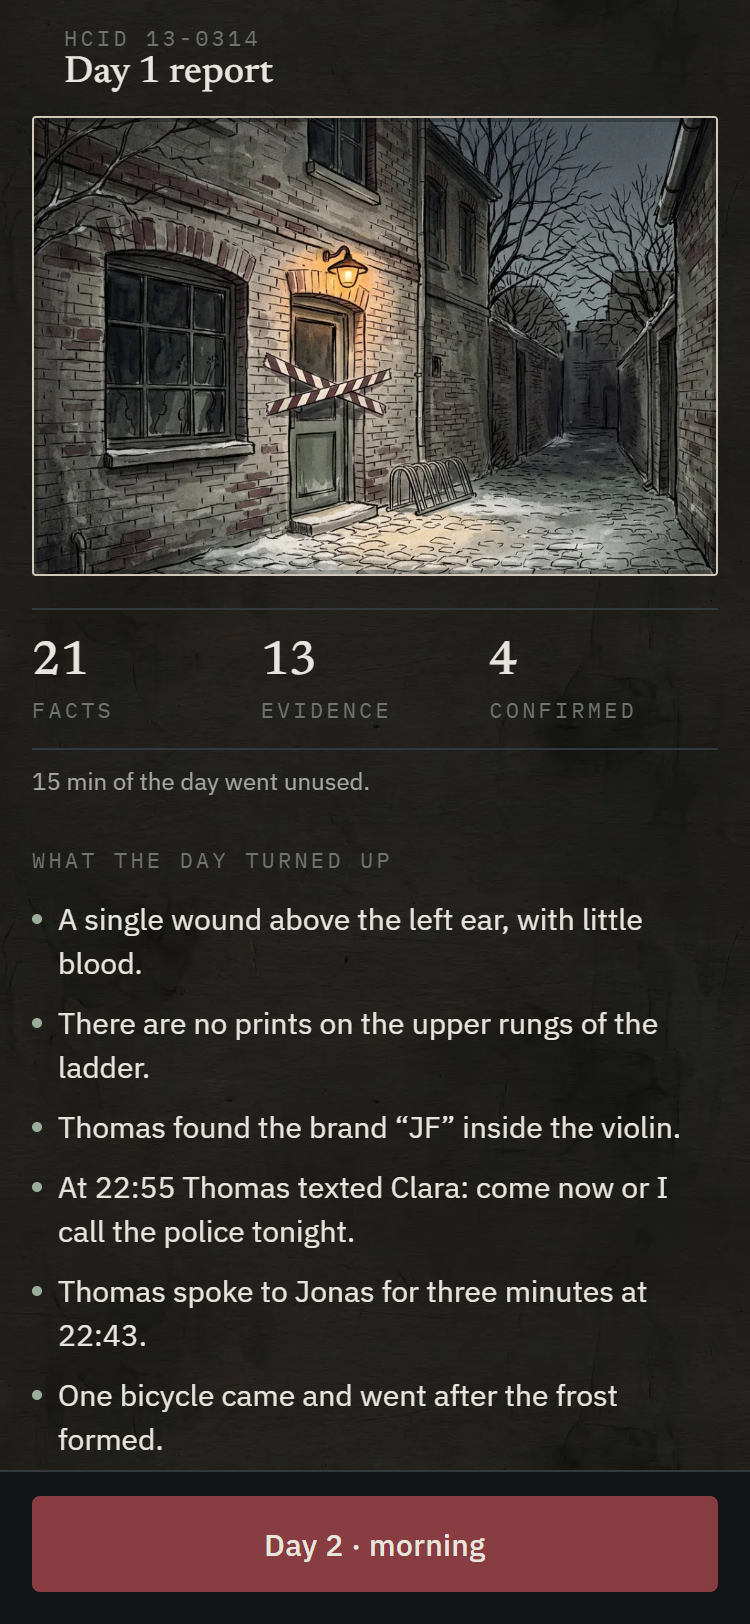 HCID 13-0314
Day 1 report
21
FACTS
13
EVIDENCE
4
CONFIRMED
15 min of the day went unused.
WHAT THE DAY TURNED UP
A single wound above the left ear, with little
blood.
There are no prints on the upper rungs of the
ladder.
Thomas found the brand “JF” inside the violin.
At 22:55 Thomas texted Clara: come now or I
call the police tonight.
Thomas spoke to Jonas for three minutes at
22:43.
One bicycle came and went after the frost
formed.
Day 2 · morning